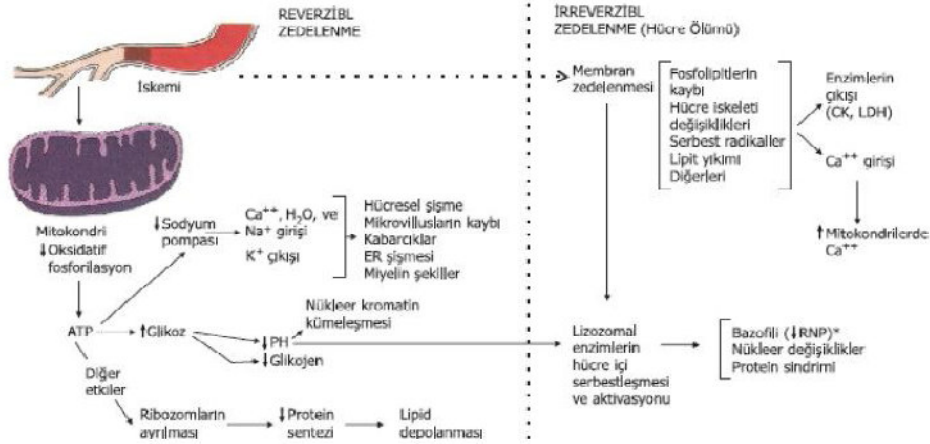 REVERZİBL
ZEDELENME
İRREVERZİBL
ZEDELENME (Hücre Ölümü)
İskemi
Membran
zedelenmesi
Fosfolipitlerin
kaybı
Hücre iskeleti
değişiklikleri
Serbest radikaller
Lipit yıkımı
Diğerleri
Enzimlerin
çıkışı
(CK, LDH)
Ca++ girişi
↑Mitokondrilerde
Ca++
Mitokondri
↓Oksidatif
fosforilasyon
↓Sodyum
pompası
Ca++, H2O, ve
Na+ girişi
K+ çıkışı
Hücresel şişme
Mikrovillusların kaybı
Kabarcıklar
ER şişmesi
Miyelin şekiller
Nükleer kromatin
kümeleşmesi
ATP
↑Glikoz
↓PH
↓Glikojen
Lizozomal
enzimlerin
hücre içi
serbestleşmesi
ve aktivasyonu
Bazofili (↓RNP)*
Nükleer değişiklikler
Protein sindirimi
Diğer
etkiler
Ribozomların
ayrılması
↓Protein
sentezi
Lipid
depolanması